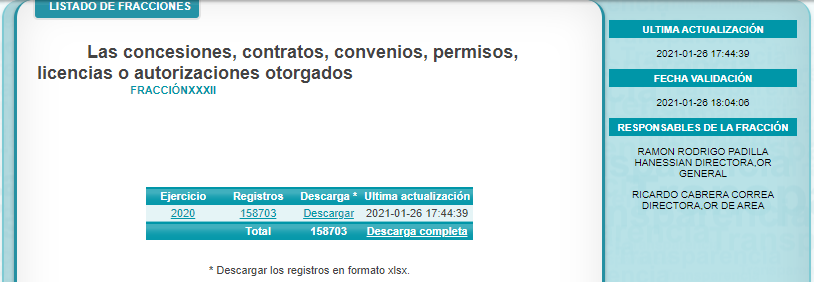 LISTADO DE FRACCIONES
Las concesiones, contratos, convenios, permisos,
licencias o autorizaciones otorgados
FRACCIÓNXXXII
Ejercicio Registros Descarga * Ultima actualización
2020 158703 Descargar 2021-01-26 17:44:39
Total 158703 Descarga completa
* Descargar los registros en formato xlsx.
ULTIMA ACTUALIZACIÓN
2021-01-26 17:44:39
FECHA VALIDACIÓN
2021-01-26 18:04:06
RESPONSABLES DE LA FRACCIÓN
RAMON RODRIGO PADILLA
HANESSIAN DIRECTORA,OR
GENERAL
RICARDO CABRERA CORREA
DIRECTORA,OR DE AREA